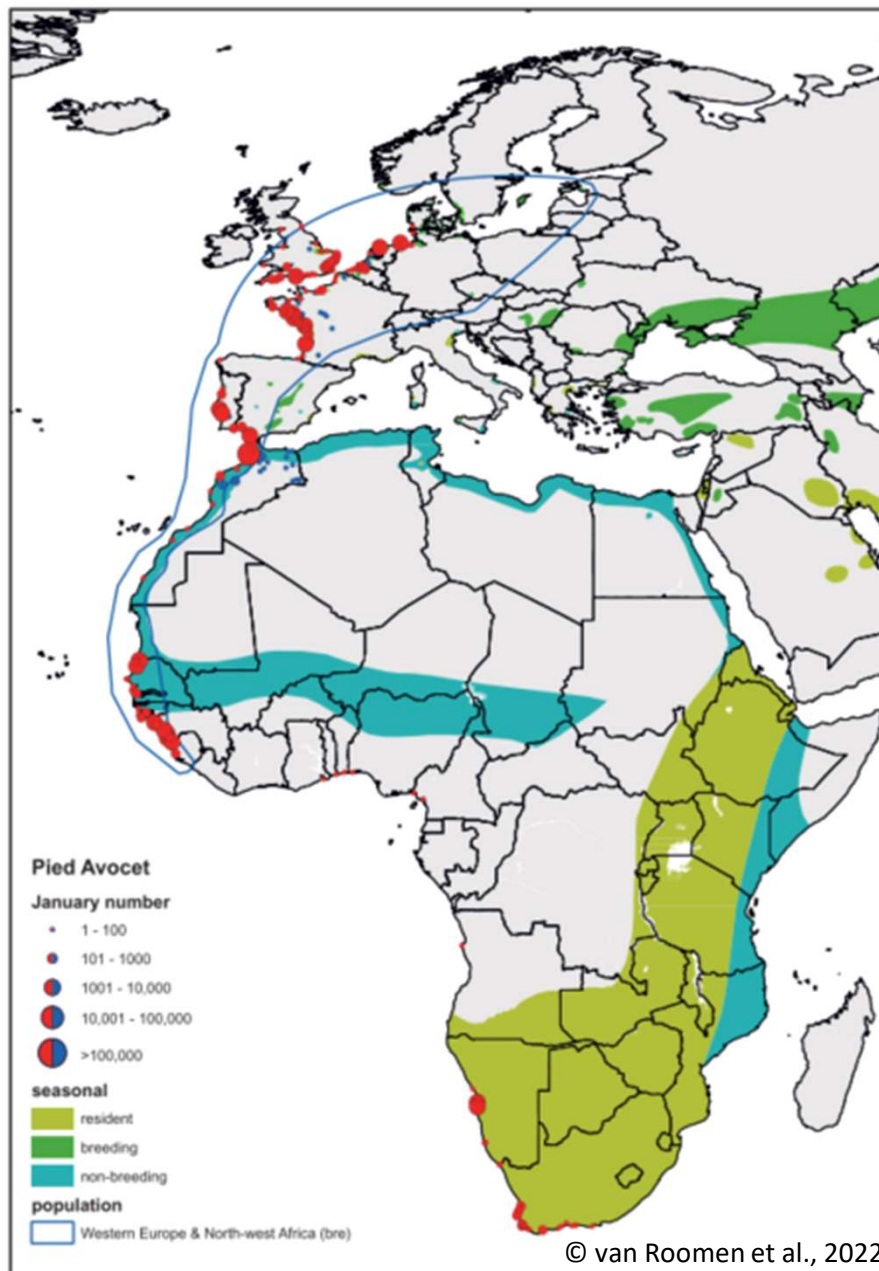 Pied Avocet
January number
1 - 100
101 - 1000
1001 - 10,000
10,001 - 100,000
>100,000
seasonal
resident
breeding
non-breeding
population
Western Europe & North-west Africa (bre)
© van Roomen et al., 2022